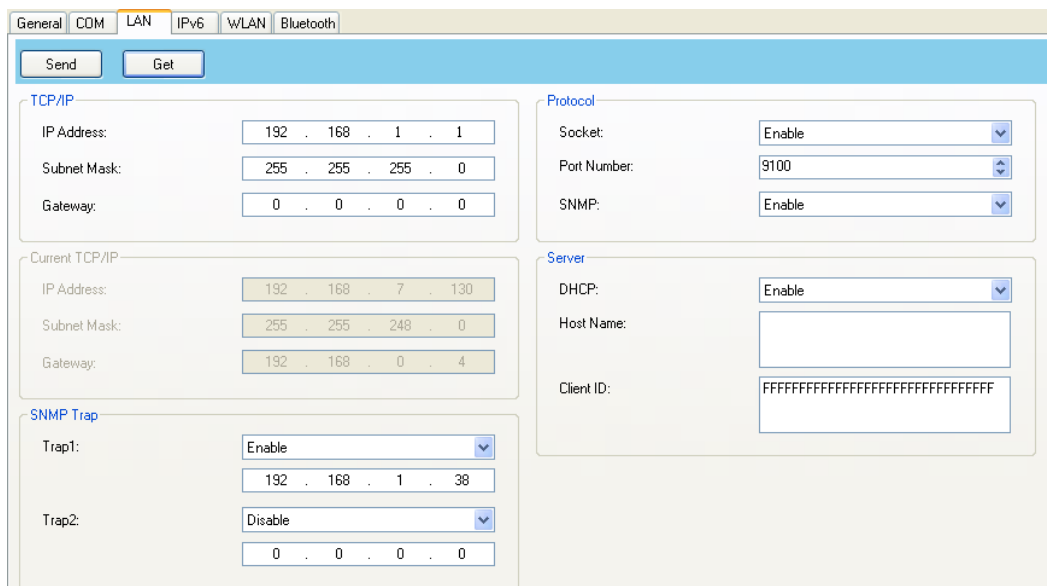 General COM LAN IPv6 WLAN Bluetooth
Send Get
TCP/IP
IP Address: 192 . 168 . 1 . 1
Subnet Mask: 255 . 255 . 255 . 0
Gateway: 0 . 0 . 0 . 0
Current TCP/IP
IP Address: 192 . 168 . 7 . 130
Subnet Mask: 255 . 255 . 248 . 0
Gateway: 192 . 168 . 0 . 4
SNMP Trap
Trap1: Enable
192 . 168 . 1 . 38
Trap2: Disable
0 . 0 . 0 . 0
Protocol
Socket: Enable
Port Number: 9100
SNMP: Enable
Server
DHCP: Enable
Host Name:
Client ID: FFFFFFFFFFFFFFFFFFFFFFFFFFFFFFFF